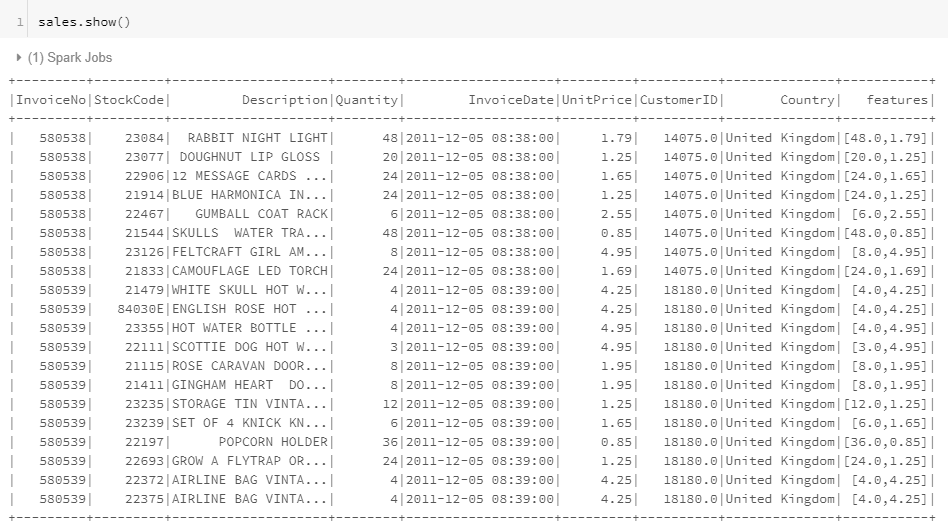 1 sales.show()
(1) Spark Jobs
+---------+---------+--------------------+--------+-------------------+---------+----------+--------------+-----------+
|InvoiceNo|StockCode|         Description|Quantity|        InvoiceDate|UnitPrice|CustomerID|       Country|   features|
+---------+---------+--------------------+--------+-------------------+---------+----------+--------------+-----------+
|   580538|    23084|  RABBIT NIGHT LIGHT|      48|2011-12-05 08:38:00|     1.79|   14075.0|United Kingdom|[48.0,1.79]|
|   580538|    23077| DOUGHNUT LIP GLOSS |      20|2011-12-05 08:38:00|     1.25|   14075.0|United Kingdom|[20.0,1.25]|
|   580538|    22906|12 MESSAGE CARDS ...|      24|2011-12-05 08:38:00|     1.65|   14075.0|United Kingdom|[24.0,1.65]|
|   580538|    21914|BLUE HARMONICA IN...|      24|2011-12-05 08:38:00|     1.25|   14075.0|United Kingdom|[24.0,1.25]|
|   580538|    22467|   GUMBALL COAT RACK|       6|2011-12-05 08:38:00|     2.55|   14075.0|United Kingdom| [6.0,2.55]|
|   580538|    21544|SKULLS  WATER TRA...|      48|2011-12-05 08:38:00|     0.85|   14075.0|United Kingdom|[48.0,0.85]|
|   580538|    23126|FELTCRAFT GIRL AM...|       8|2011-12-05 08:38:00|     4.95|   14075.0|United Kingdom| [8.0,4.95]|
|   580538|    21833|CAMOUFLAGE LED TORCH|      24|2011-12-05 08:38:00|     1.69|   14075.0|United Kingdom|[24.0,1.69]|
|   580539|    21479|WHITE SKULL HOT W...|       4|2011-12-05 08:39:00|     4.25|   18180.0|United Kingdom| [4.0,4.25]|
|   580539|   84030E|ENGLISH ROSE HOT ...|       4|2011-12-05 08:39:00|     4.25|   18180.0|United Kingdom| [4.0,4.25]|
|   580539|    23355|HOT WATER BOTTLE ...|       4|2011-12-05 08:39:00|     4.95|   18180.0|United Kingdom| [4.0,4.95]|
|   580539|    22111|SCOTTIE DOG HOT W...|       3|2011-12-05 08:39:00|     4.95|   18180.0|United Kingdom| [3.0,4.95]|
|   580539|    21115|ROSE CARAVAN DOOR...|       8|2011-12-05 08:39:00|     1.95|   18180.0|United Kingdom| [8.0,1.95]|
|   580539|    21411|GINGHAM HEART  DO...|       8|2011-12-05 08:39:00|     1.95|   18180.0|United Kingdom| [8.0,1.95]|
|   580539|    23235|STORAGE TIN VINTA...|      12|2011-12-05 08:39:00|     1.25|   18180.0|United Kingdom|[12.0,1.25]|
|   580539|    23239|SET OF 4 KNICK KN...|       6|2011-12-05 08:39:00|     1.65|   18180.0|United Kingdom| [6.0,1.65]|
|   580539|    22197|      POPCORN HOLDER|      36|2011-12-05 08:39:00|     0.85|   18180.0|United Kingdom|[36.0,0.85]|
|   580539|    22693|GROW A FLYTRAP OR...|      24|2011-12-05 08:39:00|     1.25|   18180.0|United Kingdom|[24.0,1.25]|
|   580539|    22372|AIRLINE BAG VINTA...|       4|2011-12-05 08:39:00|     4.25|   18180.0|United Kingdom| [4.0,4.25]|
|   580539|    22375|AIRLINE BAG VINTA...|       4|2011-12-05 08:39:00|     4.25|   18180.0|United Kingdom| [4.0,4.25]|
+---------+---------+--------------------+--------+-------------------+---------+----------+--------------+-----------+